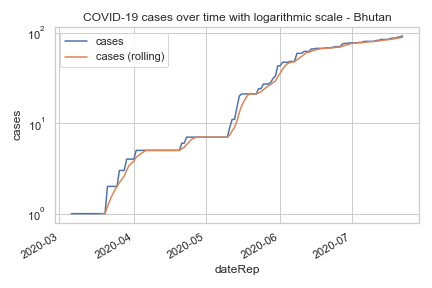 COVID-19 cases over time with logarithmic scale - Bhutan
cases
cases (rolling)
10²
10¹
10⁰
cases
2020-03
2020-04
2020-05
2020-06
2020-07
dateRep